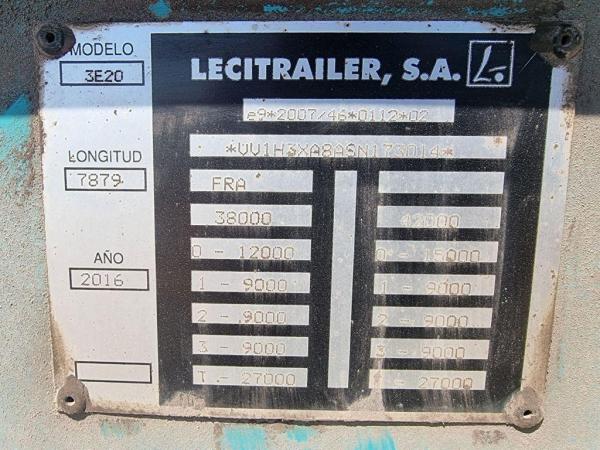 MODELO
3E20
LONGITUD
7879
AÑO
2016
LECITRAILER, S.A. L.
e9*2007/46*0112*02
*VV1H3XA8ASN173014*
FRA
38000 42000
0 - 12000 0 - 15000
1 - 9000 1 - 9000
2 - 9000 2 - 9000
3 - 9000 3 - 9000
T - 27000 T - 27000